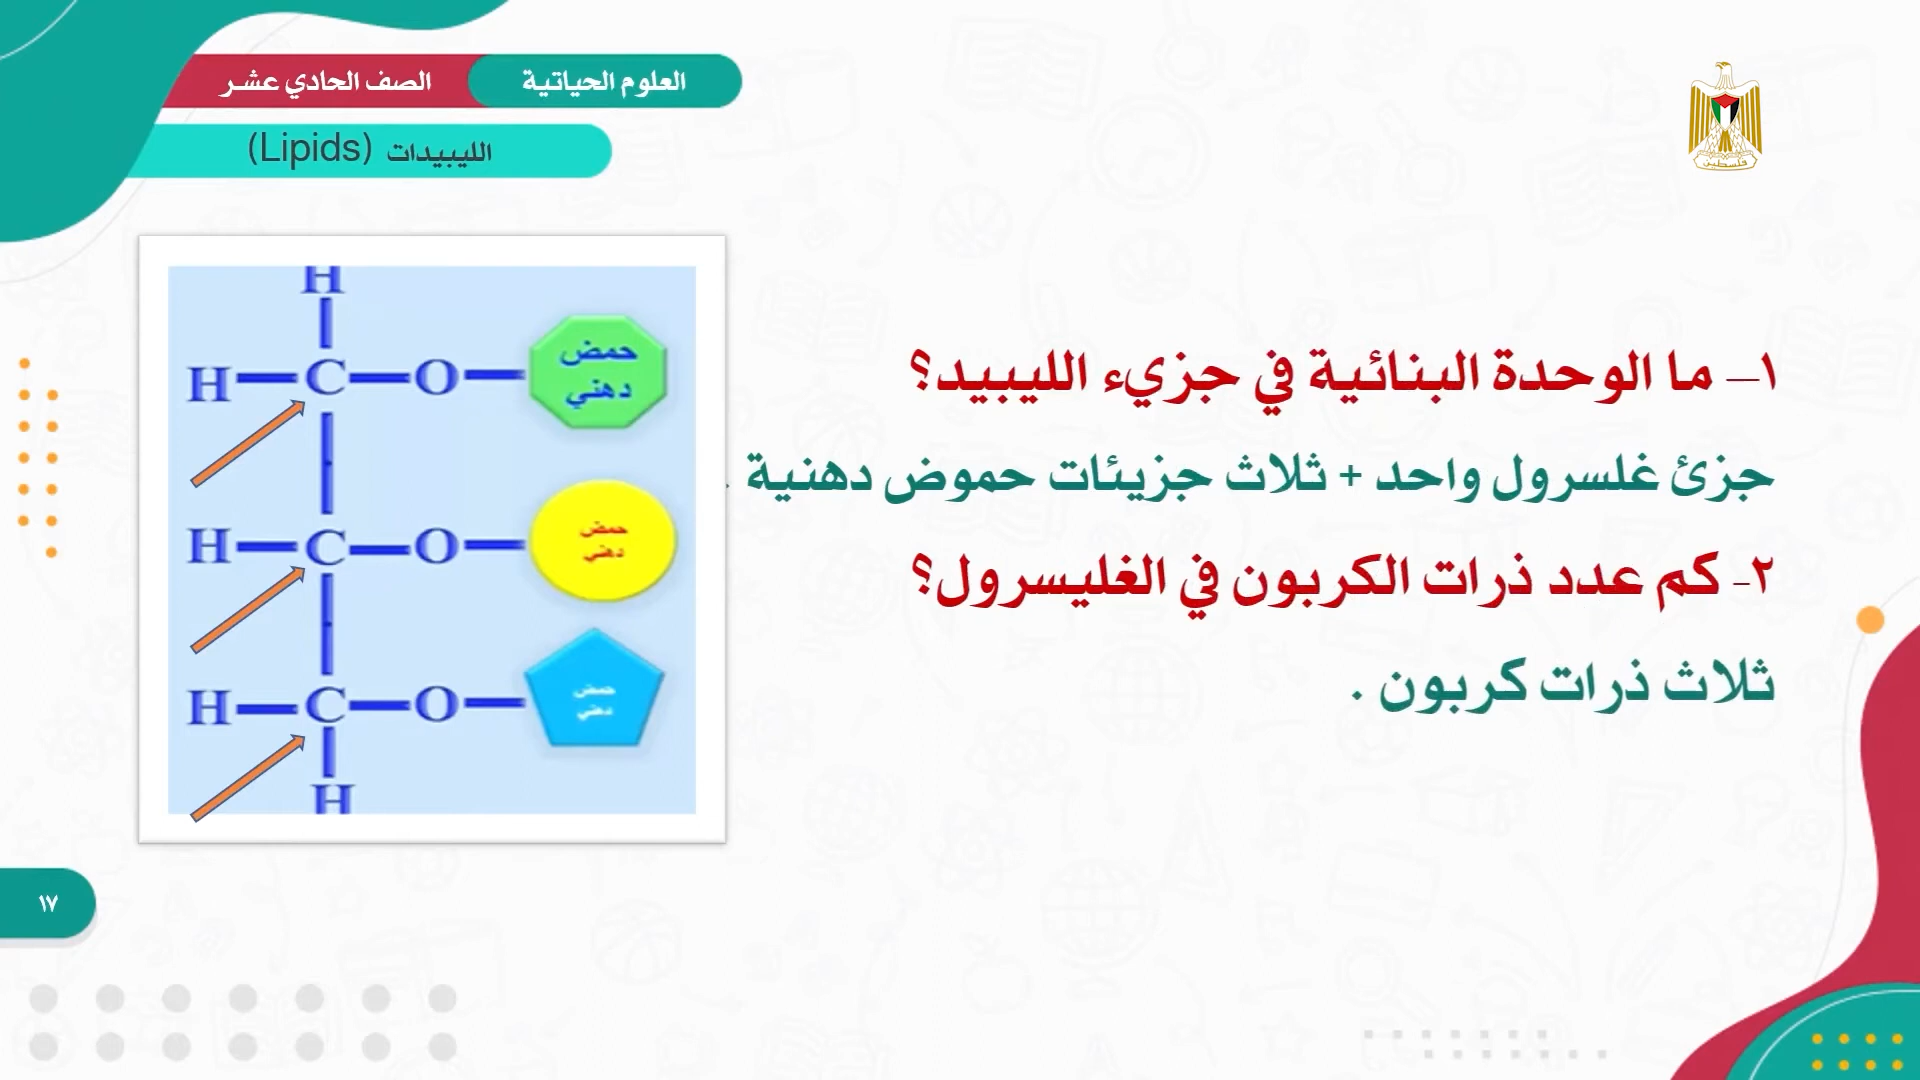 العلوم الحياتية
الصف الحادي عشر
الليبيدات (Lipids)
فلسطين
١– ما الوحدة البنائية في جزيء الليبيد؟
جزئ غلسرول واحد + ثلاث جزيئات حموض دهنية .
٢- كم عدد ذرات الكربون في الغليسرول؟
ثلاث ذرات كربون .
H
H C O حمض دهني
H C O حمض دهني
H C O حمض دهني
H
١٧